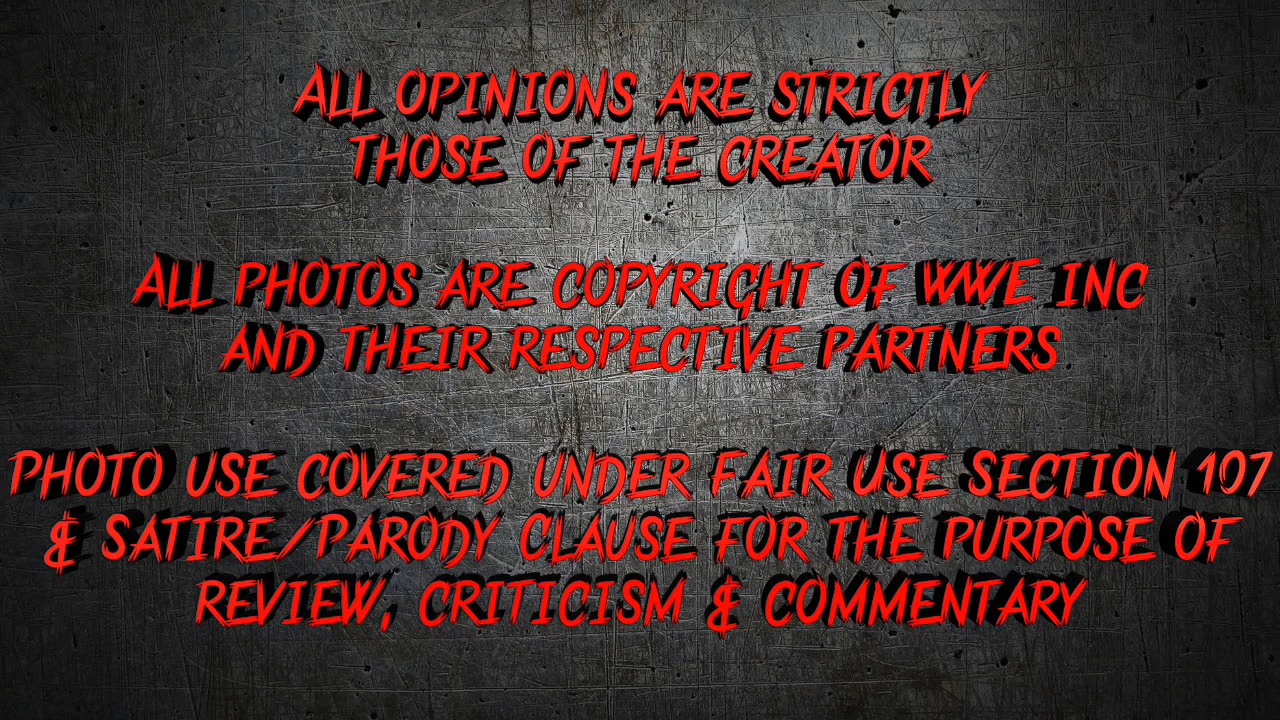 ALL OPINIONS ARE STRICTLY
THOSE OF THE CREATOR
ALL PHOTOS ARE COPYRIGHT OF WWE INC
AND THEIR RESPECTIVE PARTNERS
PHOTO USE COVERED UNDER FAIR USE SECTION 107
& SATIRE/PARODY CLAUSE FOR THE PURPOSE OF
REVIEW, CRITICISM & COMMENTARY